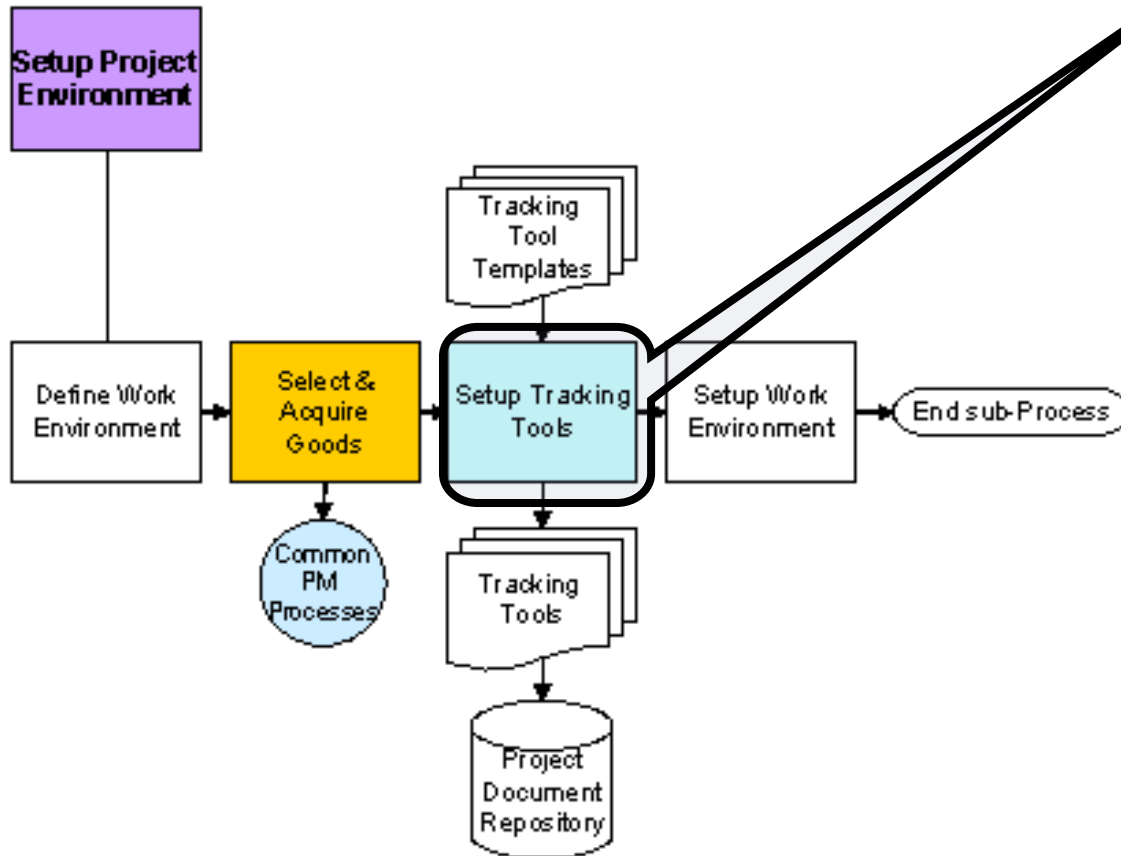 Setup Project
Environment
Tracking
Tool
Templates
Define Work
Environment
Select &
Acquire
Goods
Setup Tracking
Tools
Setup Work
Environment
End sub-Process
Common
PM
Processes
Tracking
Tools
Project
Document
Repository